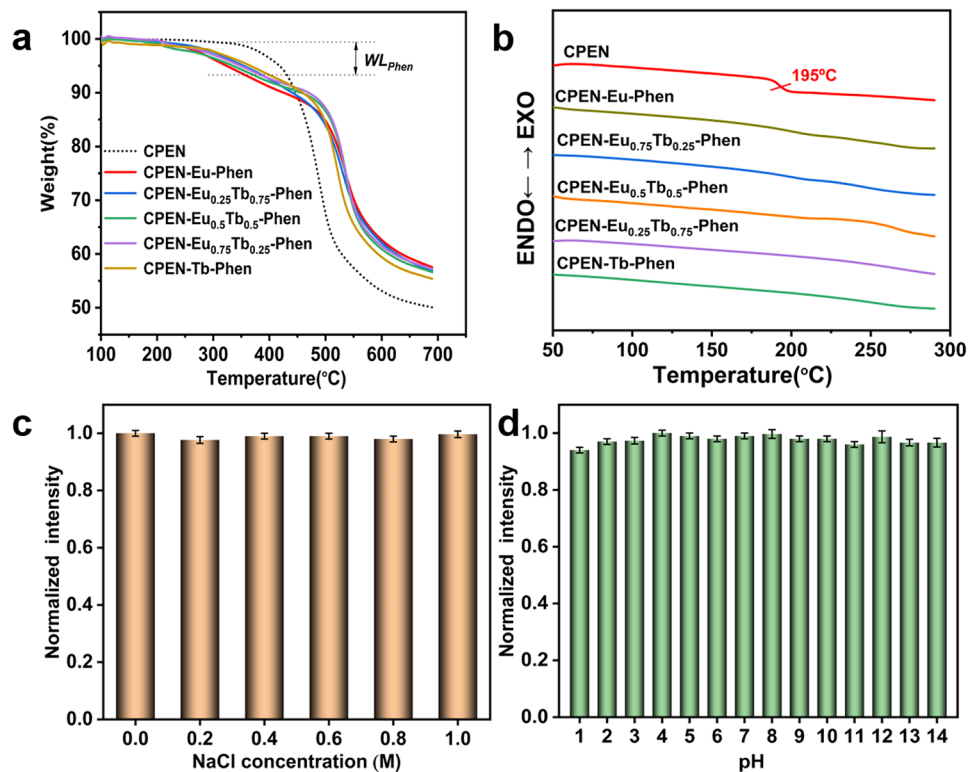 a
100
90
80
70
60
50
Weight(%)
WL_Phen
CPEN
CPEN-Eu-Phen
CPEN-Eu0.25Tb0.75-Phen
CPEN-Eu0.5Tb0.5-Phen
CPEN-Eu0.75Tb0.25-Phen
CPEN-Tb-Phen
100 200 300 400 500 600 700
Temperature(°C)
b
ENDO←→EXO
CPEN
195ºC
CPEN-Eu-Phen
CPEN-Eu0.75Tb0.25-Phen
CPEN-Eu0.5Tb0.5-Phen
CPEN-Eu0.25Tb0.75-Phen
CPEN-Tb-Phen
50 100 150 200 250 300
Temperature(°C)
c
1.0
0.8
0.6
0.4
0.2
0.0
Normalized intensity
0.0 0.2 0.4 0.6 0.8 1.0
NaCl concentration (M)
d
1.0
0.8
0.6
0.4
0.2
0.0
Normalized intensity
1 2 3 4 5 6 7 8 9 10 11 12 13 14
pH